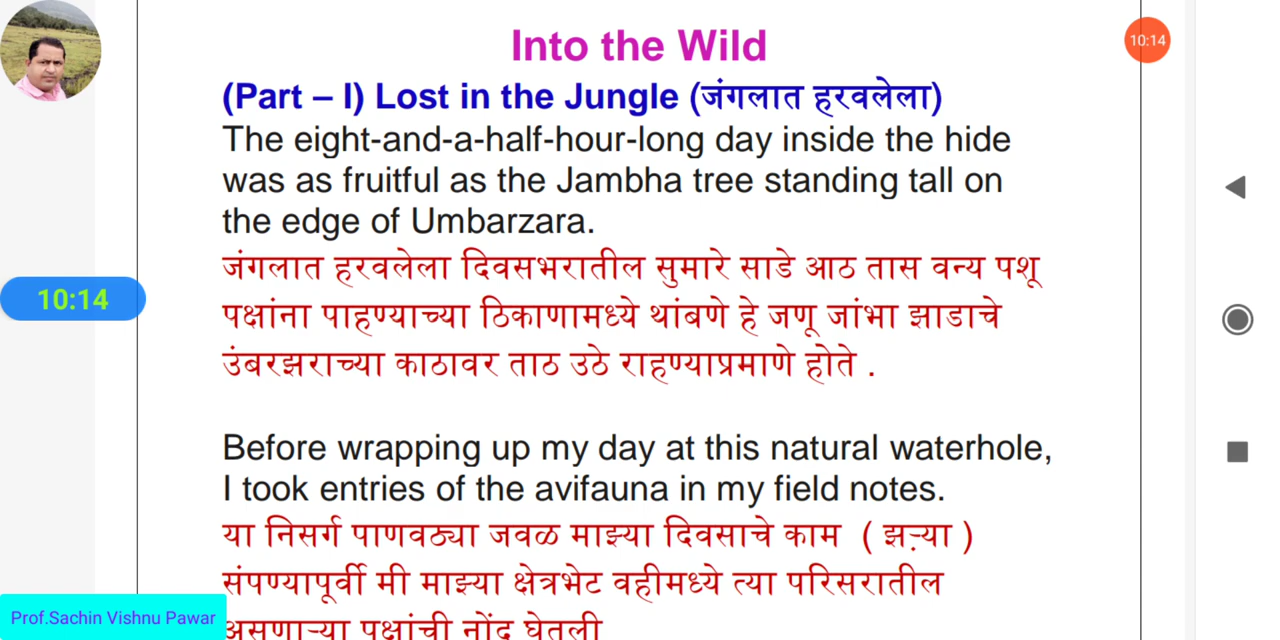 Into the Wild
10:14
(Part – I) Lost in the Jungle (जंगलात हरवलेला)
The eight-and-a-half-hour-long day inside the hide
was as fruitful as the Jambha tree standing tall on
the edge of Umbarzara.
जंगलात हरवलेला दिवसभरातील सुमारे साडे आठ तास वन्य पशू
10:14
पक्षांना पाहण्याच्या ठिकाणामध्ये थांबणे हे जणू जांभा झाडाचे
उंबरझराच्या काठावर ताठ उठे राहण्याप्रमाणे होते .
Before wrapping up my day at this natural waterhole,
I took entries of the avifauna in my field notes.
या निसर्ग पाणवठ्या जवळ माझ्या दिवसाचे काम ( झऱ्या )
संपण्यापूर्वी मी माझ्या क्षेत्रभेट वहीमध्ये त्या परिसरातील
Prof.Sachin Vishnu Pawar
असणाऱ्या पक्षांची नोंद घेतली